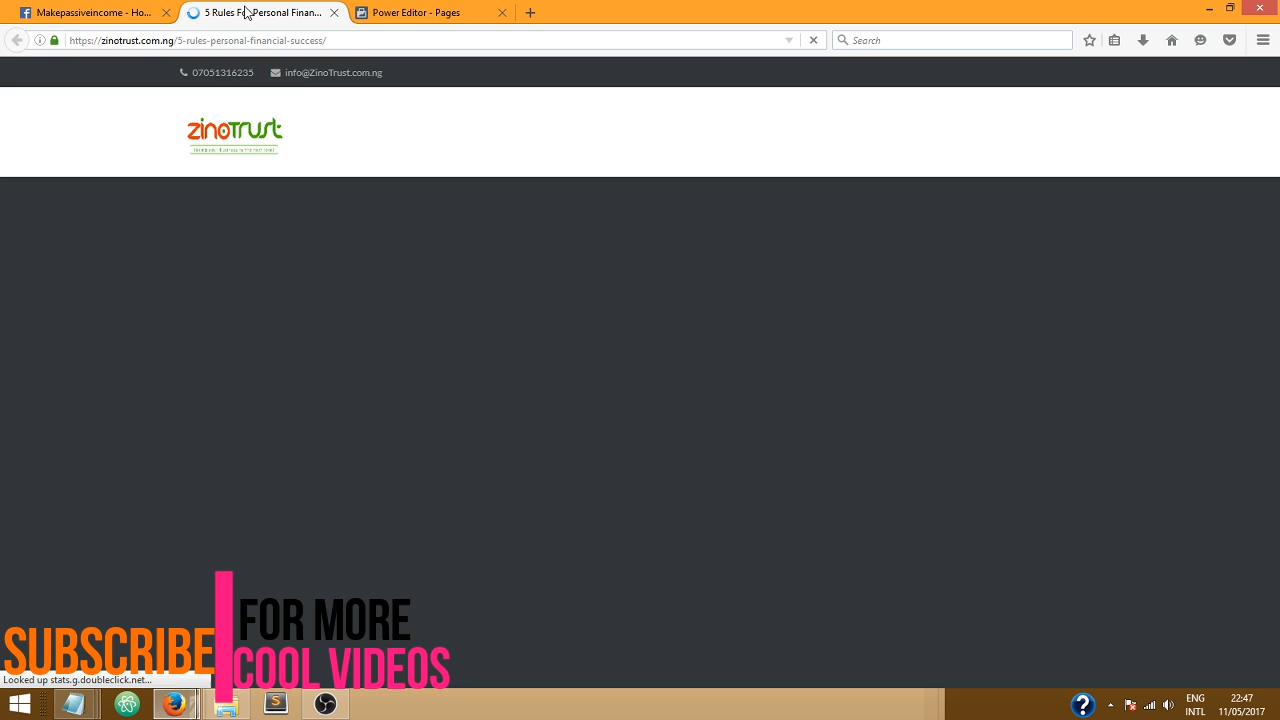 Makepassiveincome - Ho...
5 Rules For Personal Finan...
Power Editor - Pages
https://zinotrust.com.ng/5-rules-personal-financial-success/
Search
07051316235
info@ZinoTrust.com.ng
zinoTrust
SUBSCRIBE
FOR MORE
COOL VIDEOS
Looked up stats.g.doubleclick.net...
ENG
INTL
22:47
11/05/2017